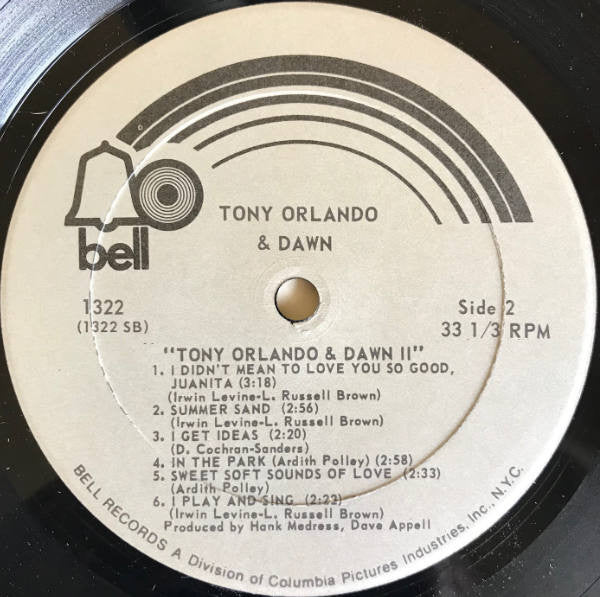 bell
TONY ORLANDO
& DAWN
1322
(1322 SB)
Side 2
33 1/3 RPM
"TONY ORLANDO & DAWN II"
1. I DIDN'T MEAN TO LOVE YOU SO GOOD,
JUANITA (3:18)
(Irwin Levine-L. Russell Brown)
2. SUMMER SAND (2:56)
(Irwin Levine-L. Russell Brown)
3. I GET IDEAS (2:20)
(D. Cochran-Sanders)
4. IN THE PARK (Ardith Polley) (2:58)
5. SWEET SOFT SOUNDS OF LOVE (2:33)
(Ardith Polley)
6. I PLAY AND SING (2:22)
(Irwin Levine-L. Russell Brown)
Produced by Hank Medress, Dave Appell
BELL RECORDS A Division of Columbia Pictures Industries, Inc., N.Y.C.